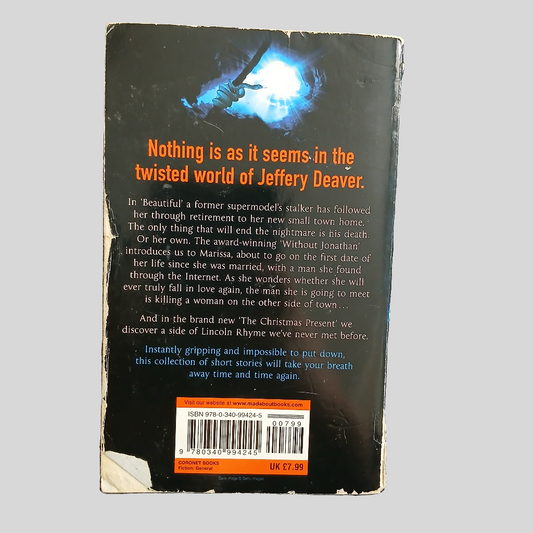 Nothing is as it seems in the
twisted world of Jeffery Deaver.
In 'Beautiful' a former supermodel's stalker has followed
her through retirement to her new small town home.
The only thing that will end the nightmare is his death.
Or her own. The award-winning 'Without Jonathan'
introduces us to Marissa, about to go on the first date of
her life since she was married, with a man she found
through the Internet. As she wonders whether she will
ever truly fall in love again, the man she is going to meet
is killing a woman on the other side of town...
And in the brand new 'The Christmas Present' we
discover a side of Lincoln Rhyme we've never met before.
Instantly gripping and impossible to put down,
this collection of short stories will take your breath
away time and time again.
Visit our website at www.madaboutbooks.com
ISBN 978-0-340-99424-5
00799
9 780340 994245
CORONET BOOKS
Fiction: General
UK £7.99